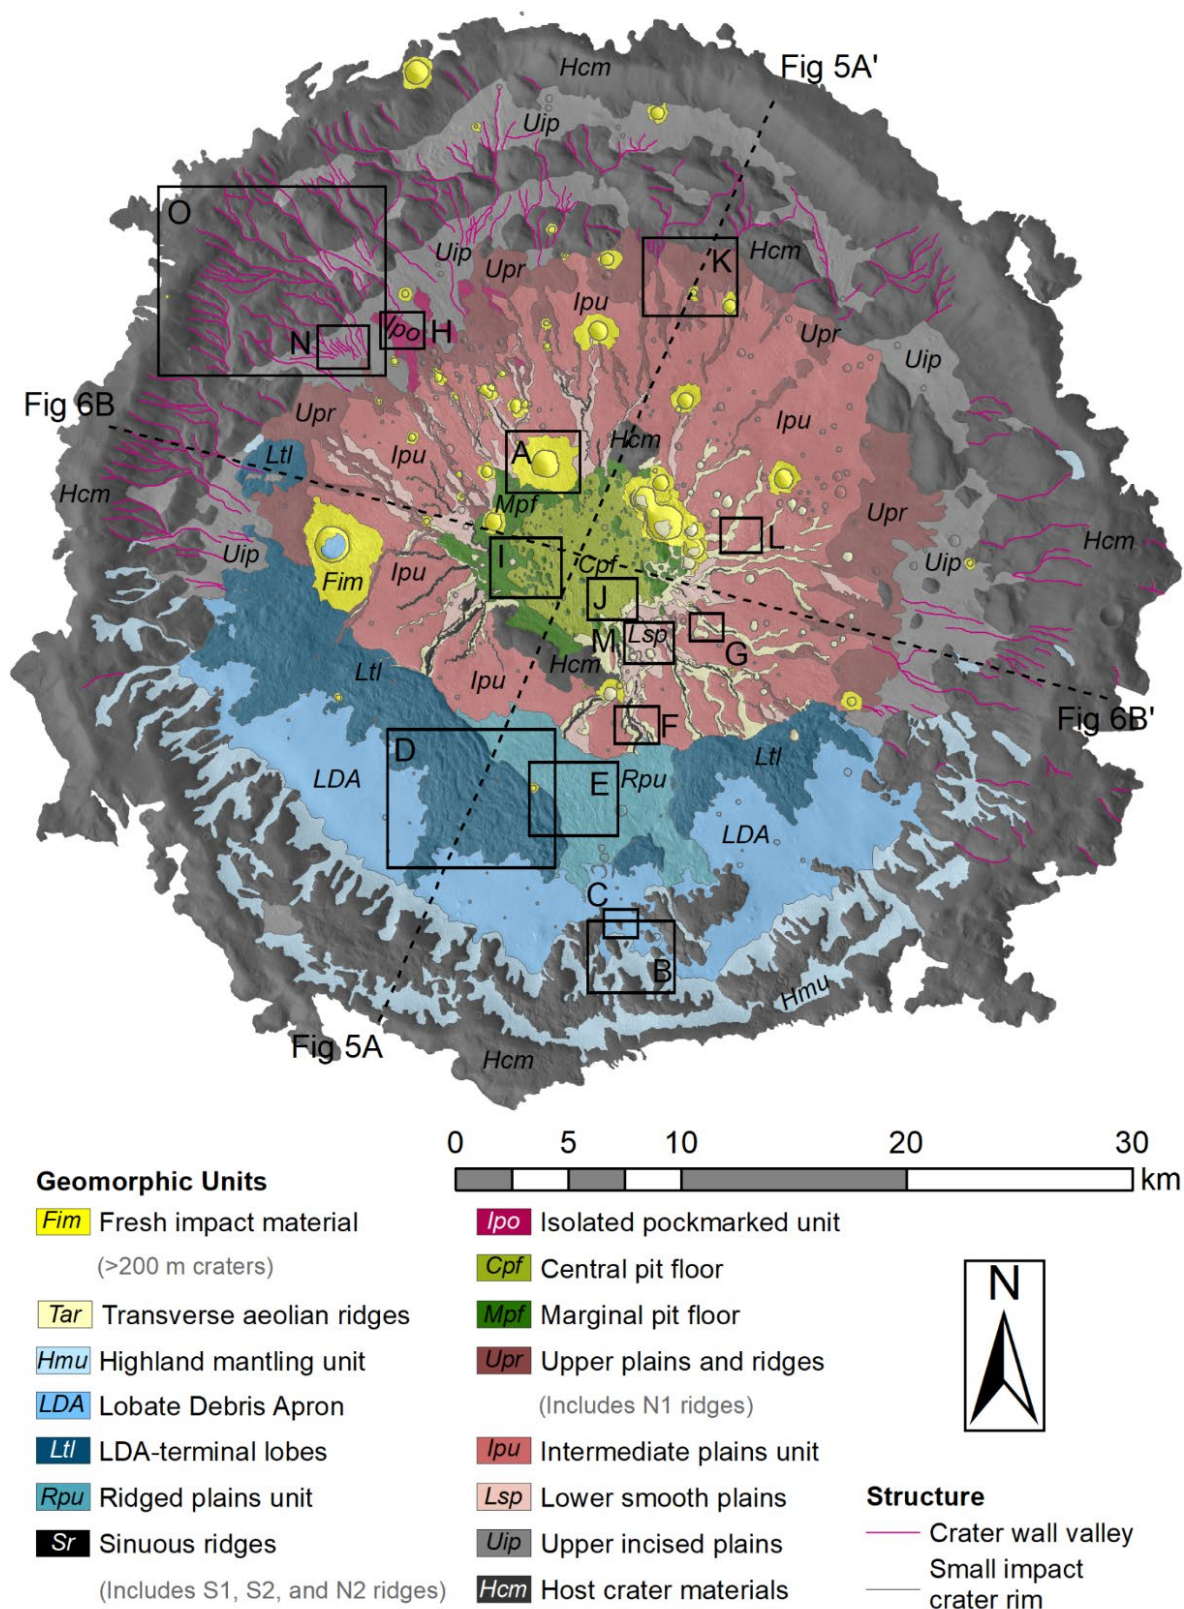 Hcm
Fig 5A'
Uip
O
Uip
Upr
K
Hcm
Ipu
N
Ipo
H
Upr
Uip
Fig 6B
Upr
Ipu
A
Hcm
Ipu
Ltl
Hcm
Mpf
Upr
L
Hcm
Uip
Ipu
I
Cpf
Uip
Fim
J
M
Lsp
G
Ltl
Ipu
Hcm
Fig 6B'
F
D
LDA
E
Rpu
Ltl
LDA
C
B
Hmu
Fig 5A
Hcm
0 5 10 20 30
km
Geomorphic Units
Fim Fresh impact material
(>200 m craters)
Tar Transverse aeolian ridges
Hmu Highland mantling unit
LDA Lobate Debris Apron
Ltl LDA-terminal lobes
Rpu Ridged plains unit
Sr Sinuous ridges
(Includes S1, S2, and N2 ridges)
Ipo Isolated pockmarked unit
Cpf Central pit floor
Mpf Marginal pit floor
Upr Upper plains and ridges
(Includes N1 ridges)
Ipu Intermediate plains unit
Lsp Lower smooth plains
Uip Upper incised plains
Hcm Host crater materials
N
Structure
Crater wall valley
Small impact
crater rim